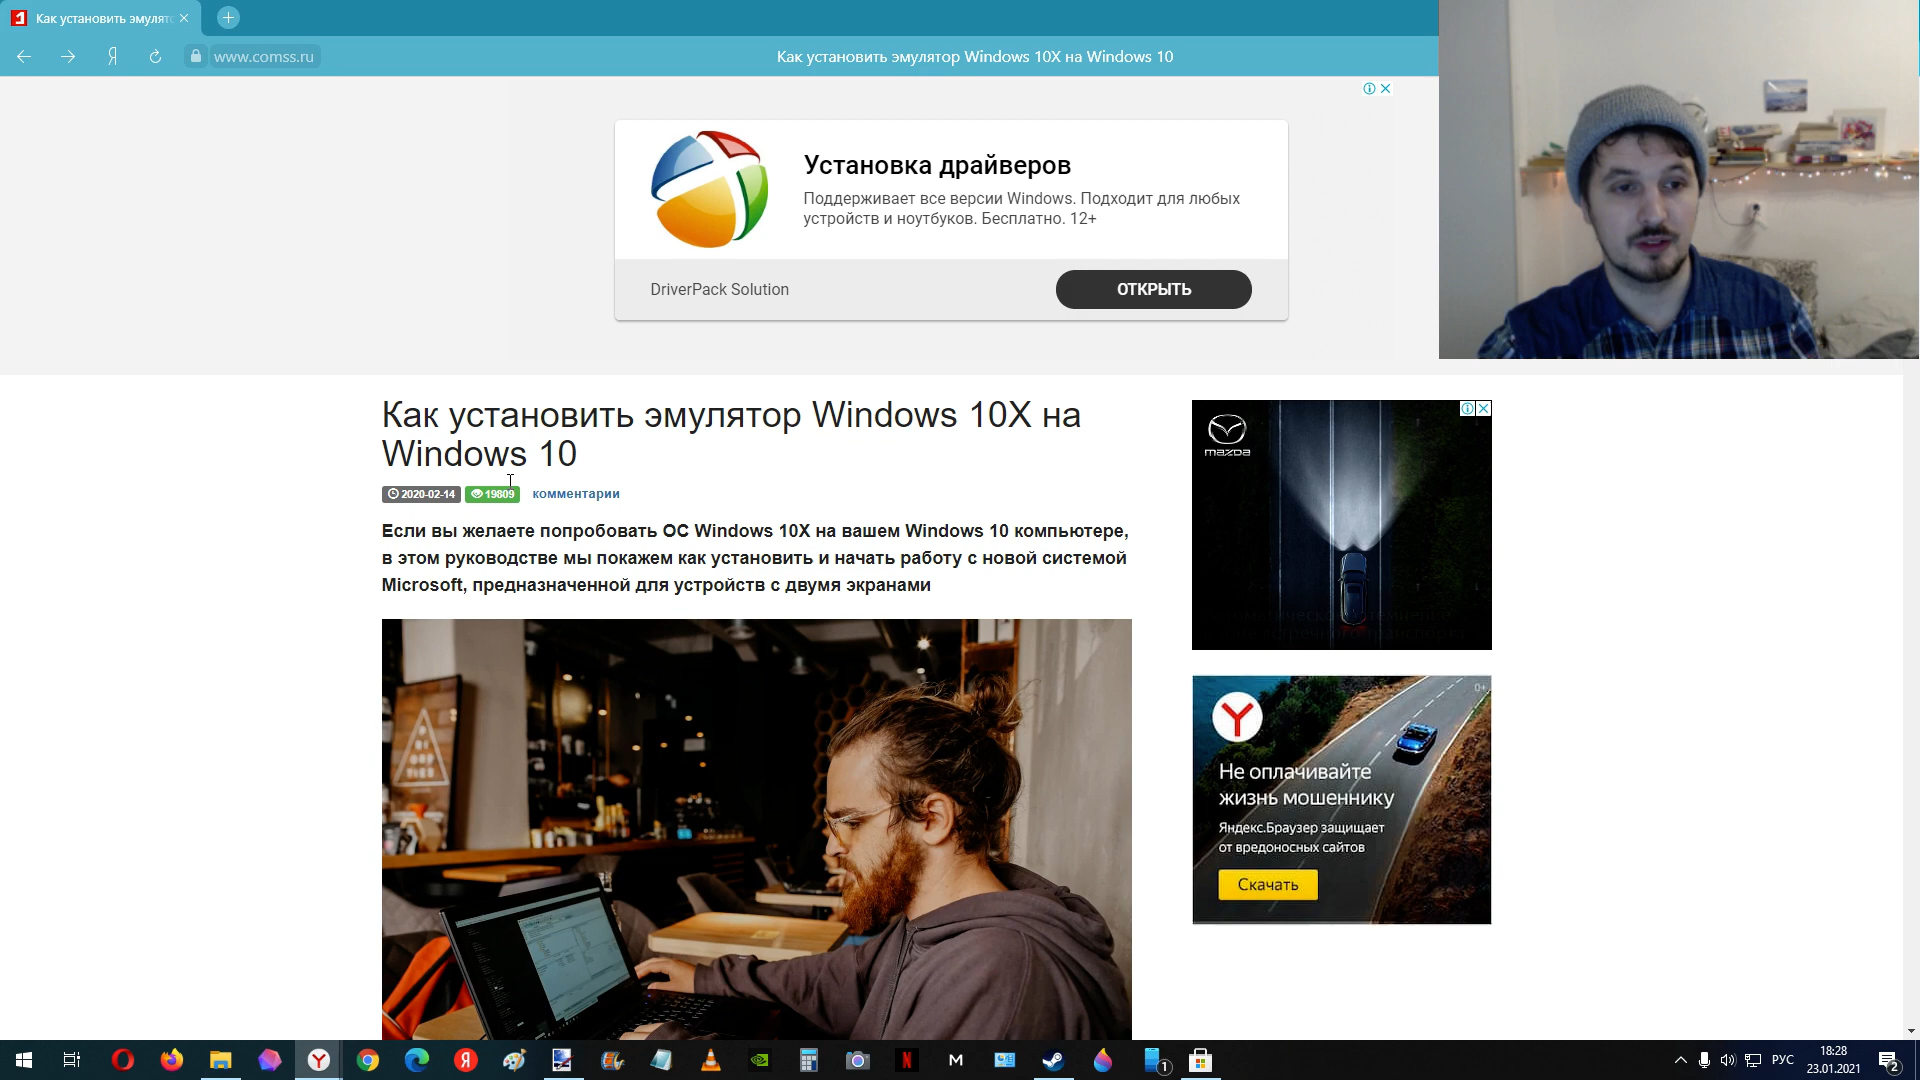 Как установить эмулят
www.comss.ru
Как установить эмулятор Windows 10X на Windows 10
Установка драйверов
Поддерживает все версии Windows. Подходит для любых
устройств и ноутбуков. Бесплатно. 12+
DriverPack Solution
ОТКРЫТЬ
Как установить эмулятор Windows 10X на
Windows 10
2020-02-14 19809 комментарии
Если вы желаете попробовать ОС Windows 10X на вашем Windows 10 компьютере,
в этом руководстве мы покажем как установить и начать работу с новой системой
Microsoft, предназначенной для устройств с двумя экранами
mazda
0+
Не оплачивайте
жизнь мошеннику
Яндекс.Браузер защищает
от вредоносных сайтов
Скачать
РУС
18:28
23.01.2021
2
1